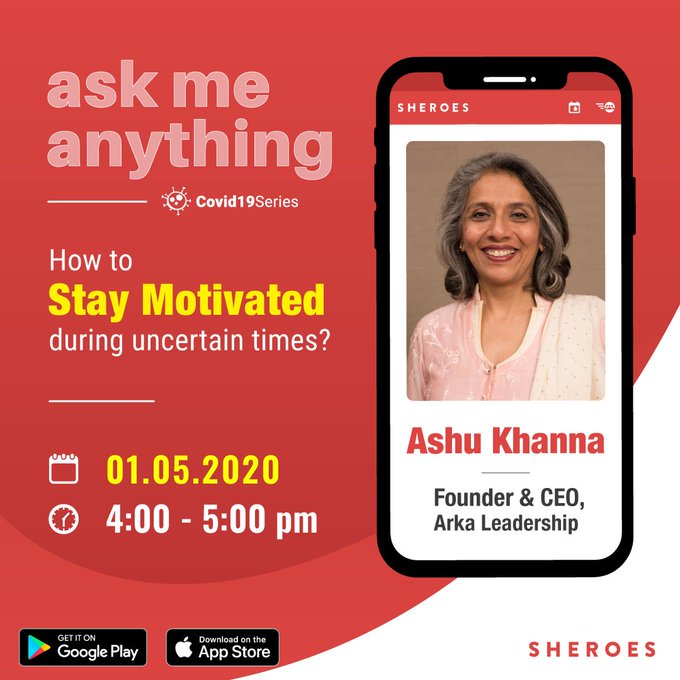 ask me
anything
Covid19Series
How to
Stay Motivated
during uncertain times?
01.05.2020
4:00 - 5:00 pm
SHEROES
Ashu Khanna
Founder & CEO,
Arka Leadership
GET IT ON
Google Play
Download on the
App Store
SHEROES